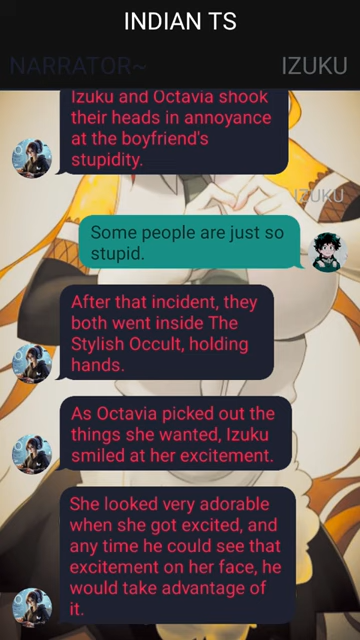 INDIAN TS
NARRATOR~ IZUKU
Izuku and Octavia shook
their heads in annoyance
at the boyfriend's
stupidity.
IZUKU
Some people are just so
stupid.
After that incident, they
both went inside The
Stylish Occult, holding
hands.
As Octavia picked out the
things she wanted, Izuku
smiled at her excitement.
She looked very adorable
when she got excited, and
any time he could see that
excitement on her face, he
would take advantage of
it.